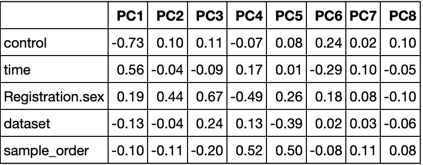 PC1 PC2 PC3 PC4 PC5 PC6 PC7 PC8
control -0.73 0.10 0.11 -0.07 0.08 0.24 0.02 0.10
time 0.56 -0.04 -0.09 0.17 0.01 -0.29 0.10 -0.05
Registration.sex 0.19 0.44 0.67 -0.49 0.26 0.18 0.08 -0.10
dataset -0.13 -0.04 0.24 0.13 -0.39 0.02 0.03 -0.06
sample_order -0.10 -0.11 -0.20 0.52 0.50 -0.08 0.11 0.08